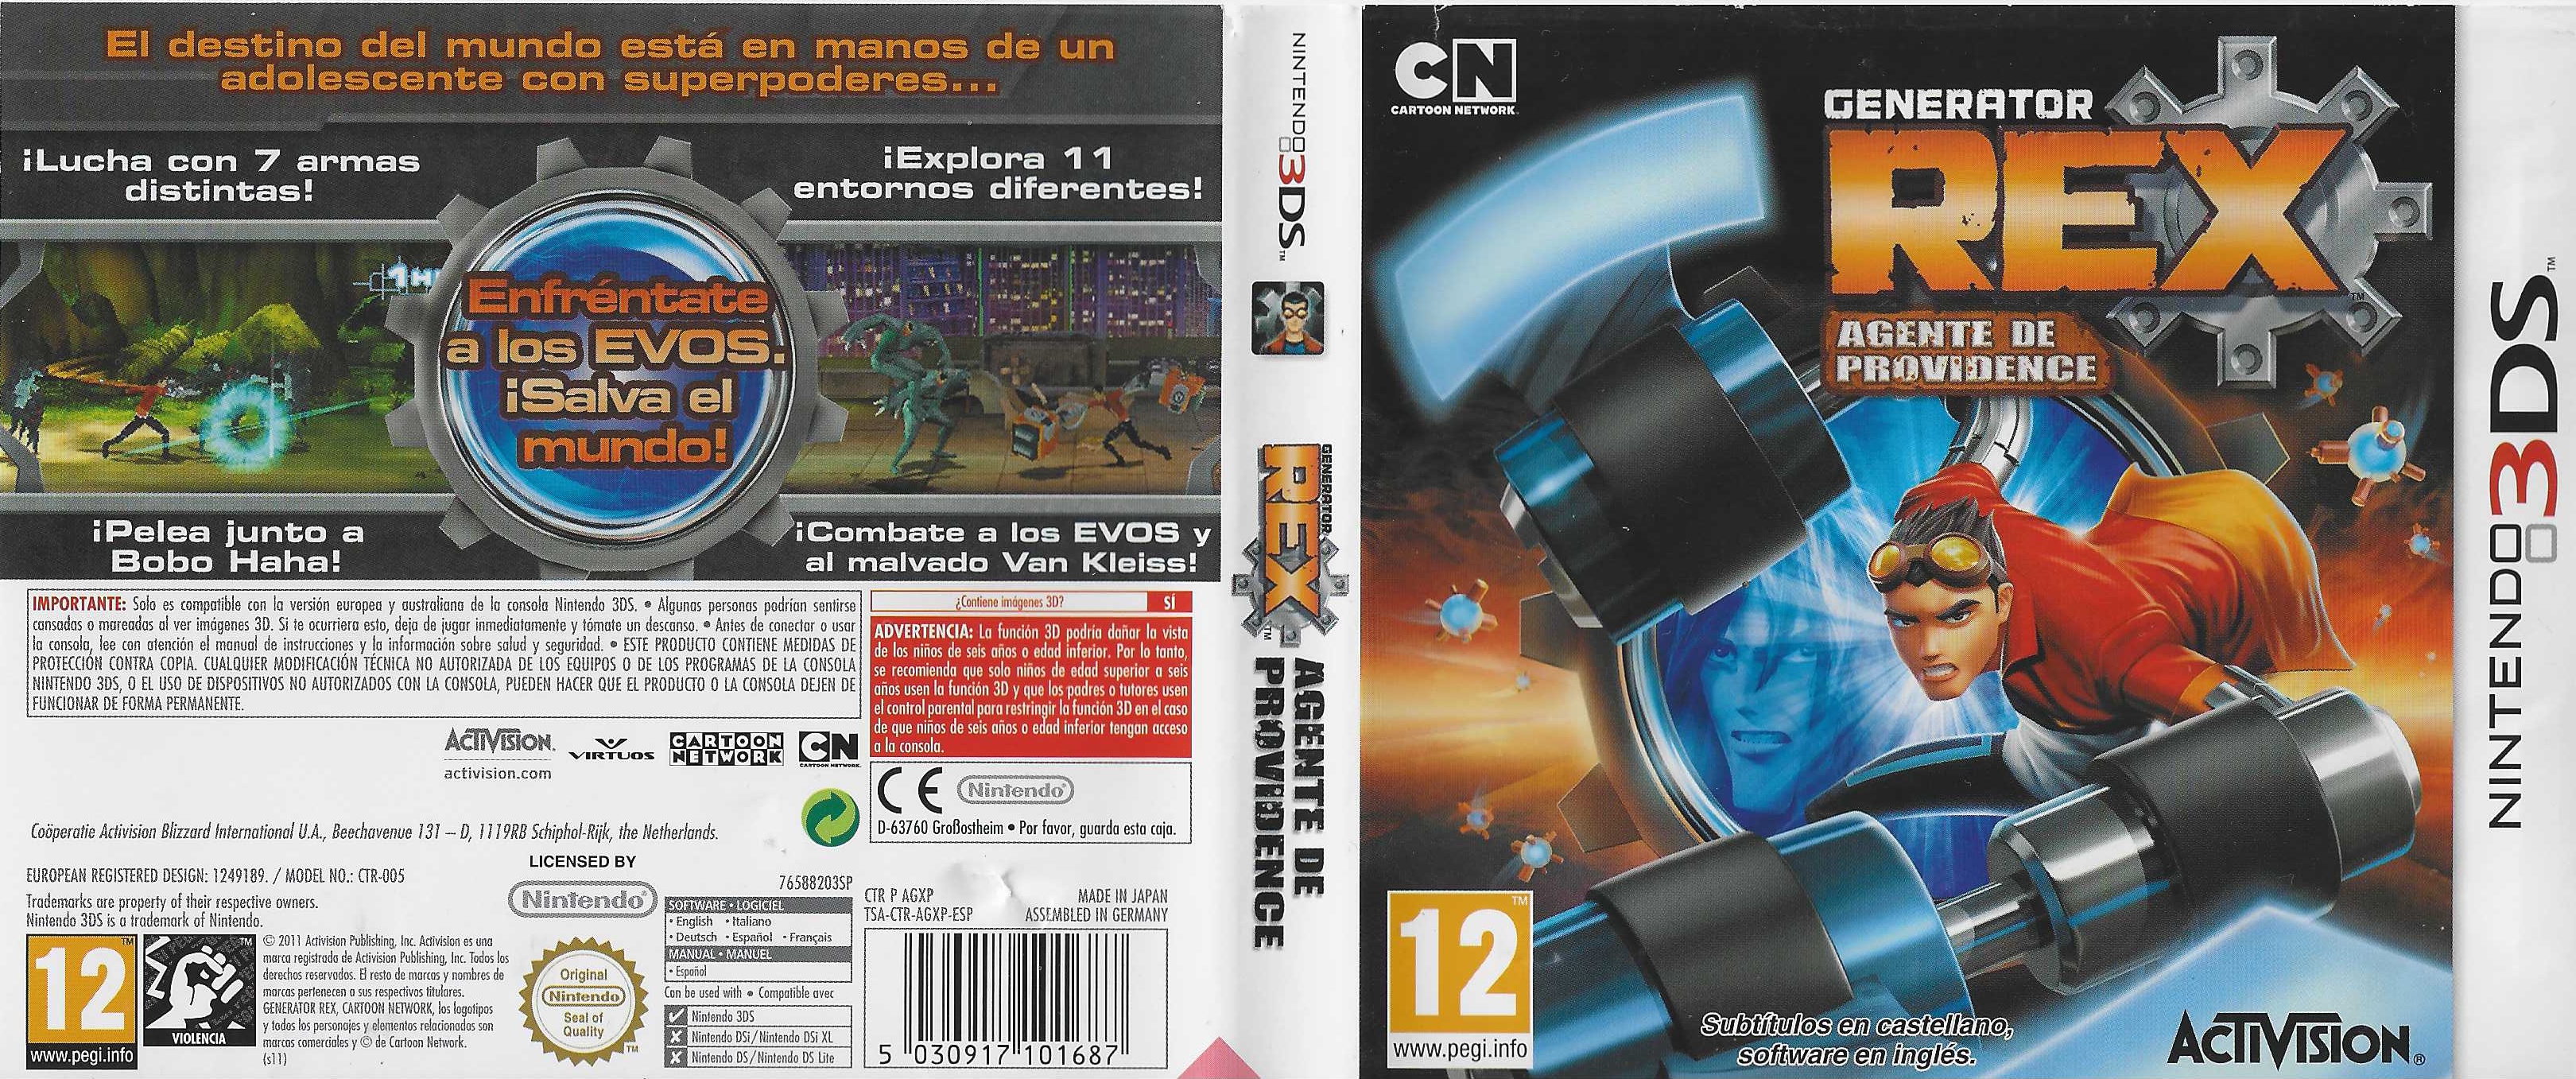 El destino del mundo está en manos de un
adolescente con superpoderes...
¡Lucha con 7 armas
distintas!
¡Explora 11
entornos diferentes!
Enfréntate
a los EVOS.
¡Salva el
mundo!
¡Pelea junto a
Bobo Haha!
¡Combate a los EVOS y
al malvado Van Kleiss!
IMPORTANTE: Solo es compatible con la versión europea y australiana de la consola Nintendo 3DS. • Algunas personas podrían sentirse
cansadas o mareadas al ver imágenes 3D. Si te ocurriera esto, deja de jugar inmediatamente y tómate un descanso. • Antes de conectar o usar
la consola, lee con atención el manual de instrucciones y la información sobre salud y seguridad. • ESTE PRODUCTO CONTIENE MEDIDAS DE
PROTECCIÓN CONTRA COPIA. CUALQUIER MODIFICACIÓN TÉCNICA NO AUTORIZADA DE LOS EQUIPOS O DE LOS PROGRAMAS DE LA CONSOLA
NINTENDO 3DS, O EL USO DE DISPOSITIVOS NO AUTORIZADOS CON LA CONSOLA, PUEDEN HACER QUE EL PRODUCTO O LA CONSOLA DEJEN DE
FUNCIONAR DE FORMA PERMANENTE.
¿Contiene imágenes 3D? SÍ
ADVERTENCIA: La función 3D podría dañar la vista
de los niños de seis años o edad inferior. Por lo tanto,
se recomienda que solo niños de edad superior a seis
años usen la función 3D y que los padres o tutores usen
el control parental para restringir la función 3D en el caso
de que niños de seis años o edad inferior tengan acceso
a la consola.
ACTIVISION.
activision.com
VIRTUOS
CARTOON
NETWORK
CN
CARTOON NETWORK.
CE Nintendo®
D-63760 Großostheim • Por favor, guarda esta caja.
Coöperatie Activision Blizzard International U.A., Beechavenue 131 – D, 1119RB Schiphol-Rijk, the Netherlands.
EUROPEAN REGISTERED DESIGN: 1249189. / MODEL NO.: CTR-005
Trademarks are property of their respective owners.
Nintendo 3DS is a trademark of Nintendo.
LICENSED BY
Nintendo®
12
™
www.pegi.info
™
VIOLENCIA
© 2011 Activision Publishing, Inc. Activision es una
marca registrada de Activision Publishing, Inc. Todos los
derechos reservados. El resto de marcas y nombres de
marcas pertenecen a sus respectivos titulares.
GENERATOR REX, CARTOON NETWORK, los logotipos
y todos los personajes y elementos relacionados son
marcas comerciales y © de Cartoon Network.
(s11)
Original
Nintendo
Seal of
Quality
™
76588203SP
SOFTWARE • LOGICIEL
• English • Italiano
• Deutsch • Español • Français
MANUAL • MANUEL
• Español
Can be used with • Compatible avec
Nintendo 3DS
Nintendo DSi/Nintendo DSi XL
Nintendo DS/Nintendo DS Lite
CTR P AGXP
TSA-CTR-AGXP-ESP
MADE IN JAPAN
ASSEMBLED IN GERMANY
5 030917 101687
NINTENDO3DS™
GENERATOR
REX™
AGENTE DE
PROVIDENCE
CN
CARTOON NETWORK.
GENERATOR
REX
™
AGENTE DE
PROVIDENCE
12
™
www.pegi.info
Subtítulos en castellano,
software en inglés.
ACTIVISION®
NINTENDO3DS™